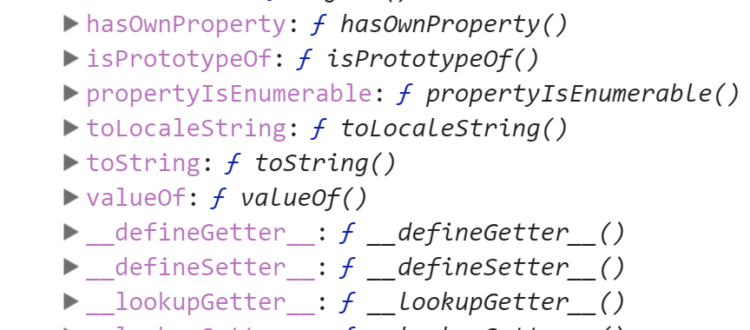 hasOwnProperty: ƒ hasOwnProperty()
isPrototypeOf: ƒ isPrototypeOf()
propertyIsEnumerable: ƒ propertyIsEnumerable()
toLocaleString: ƒ toLocaleString()
toString: ƒ toString()
valueOf: ƒ valueOf()
__defineGetter__: ƒ __defineGetter__()
__defineSetter__: ƒ __defineSetter__()
__lookupGetter__: ƒ __lookupGetter__()